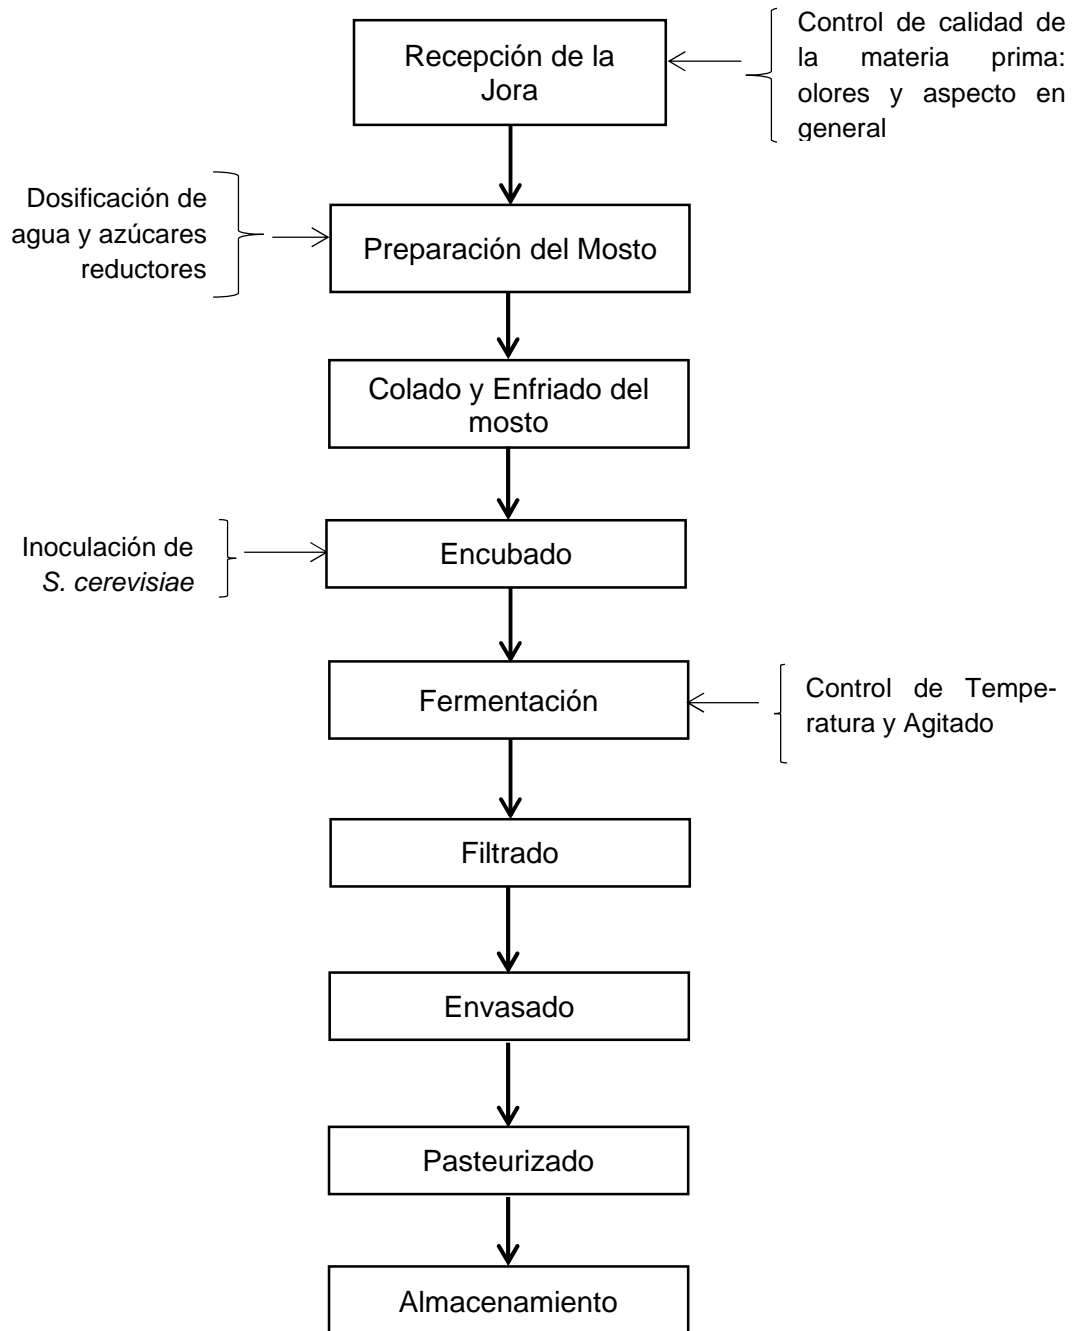 Recepción de la
Jora
Control de calidad de
la materia prima:
olores y aspecto en
general
Dosificación de
agua y azúcares
reductores
Preparación del Mosto
Colado y Enfriado del
mosto
Inoculación de
S. cerevisiae
Encubado
Fermentación
Control de Tempe-
ratura y Agitado
Filtrado
Envasado
Pasteurizado
Almacenamiento